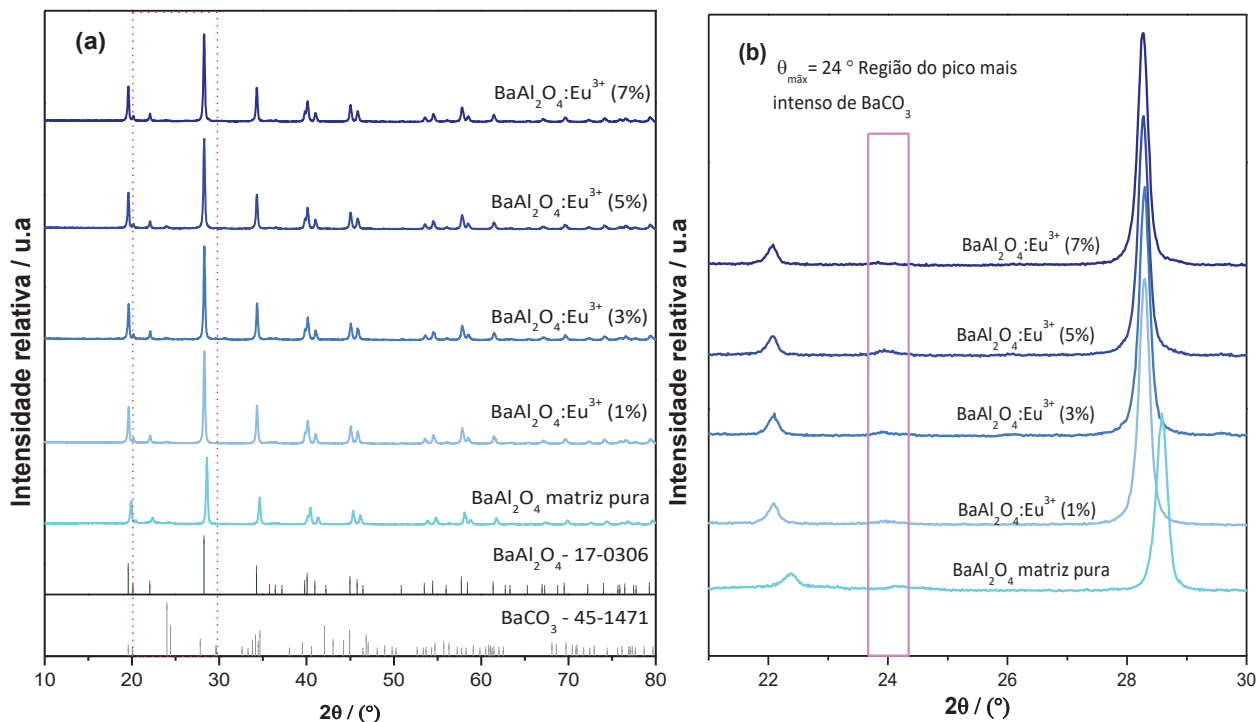 (a)
BaAl₂O₄:Eu³⁺ (7%)
BaAl₂O₄:Eu³⁺ (5%)
BaAl₂O₄:Eu³⁺ (3%)
BaAl₂O₄:Eu³⁺ (1%)
BaAl₂O₄ matriz pura
BaAl₂O₄ - 17-0306
BaCO₃ - 45-1471
Intensidade relativa / u.a
10 20 30 40 50 60 70 80
2θ / (°)
(b)
θmãx = 24 ° Região do pico mais
intenso de BaCO₃
BaAl₂O₄:Eu³⁺ (7%)
BaAl₂O₄:Eu³⁺ (5%)
BaAl₂O₄:Eu³⁺ (3%)
BaAl₂O₄:Eu³⁺ (1%)
BaAl₂O₄ matriz pura
Intensidade relativa / u.a
22 24 26 28 30
2θ / (°)